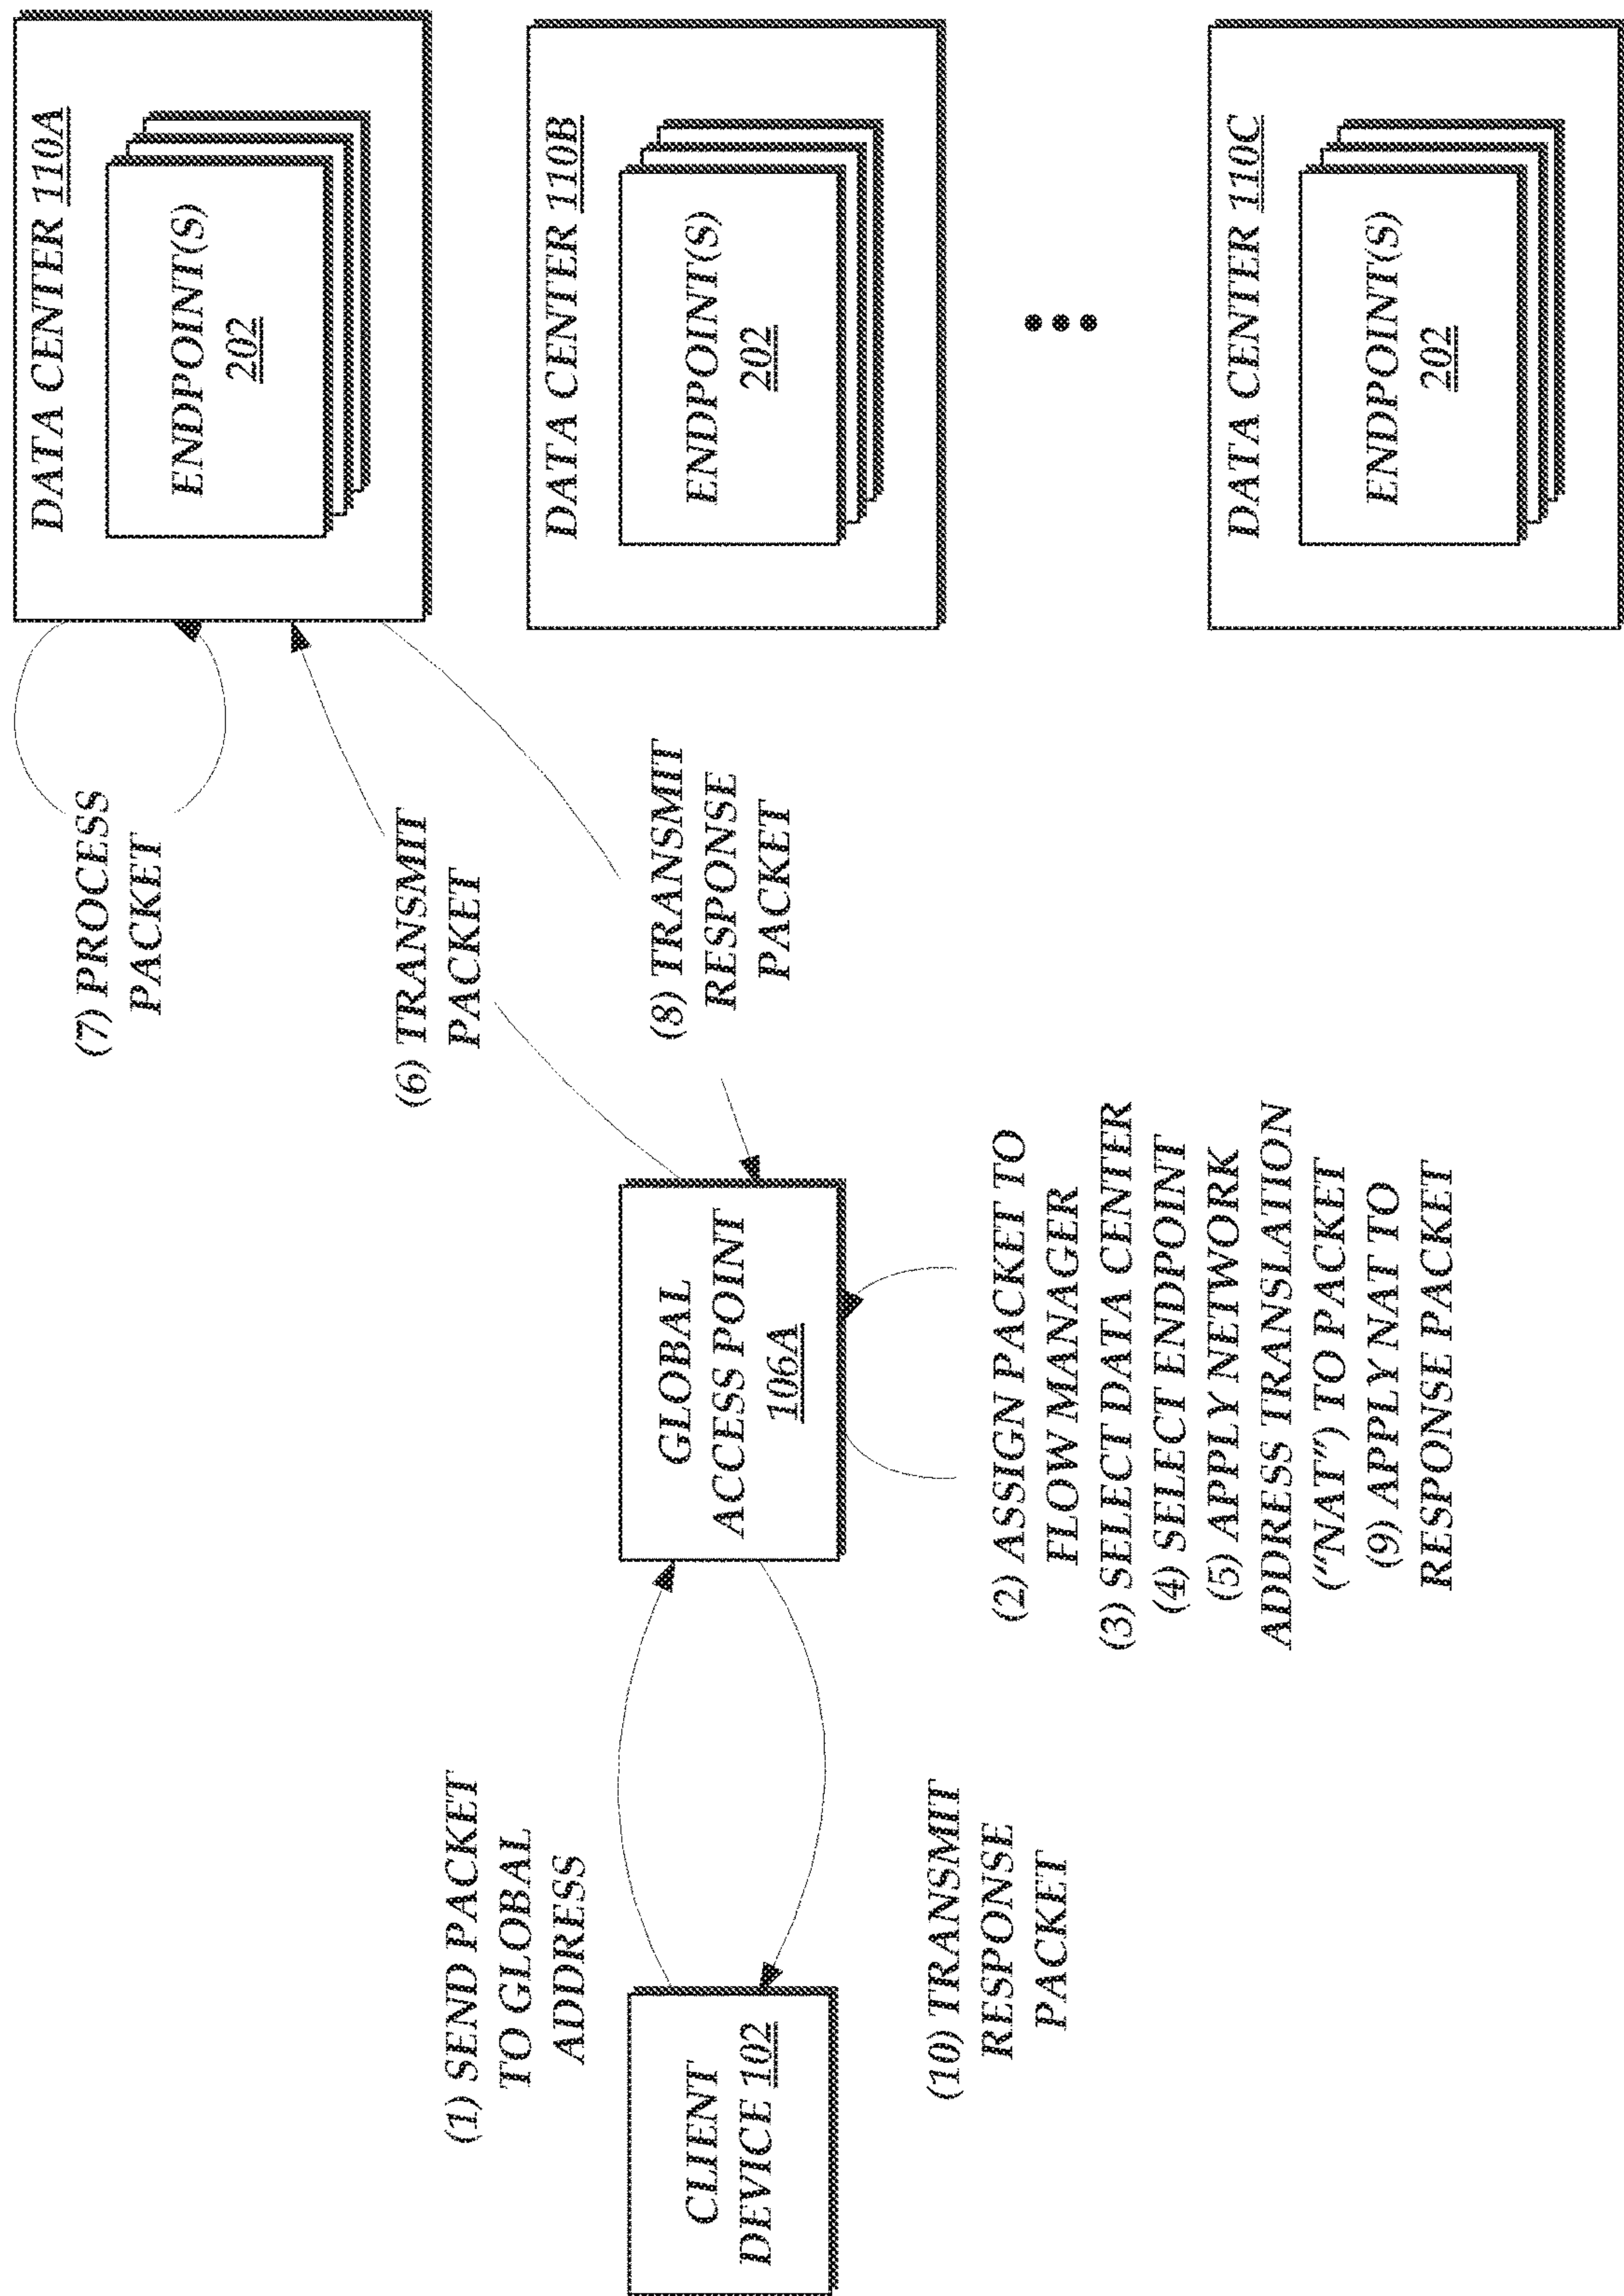 (1) SEND PACKET
TO GLOBAL
ADDRESS
CLIENT
DEVICE 102
(10) TRANSMIT
RESPONSE
PACKET
GLOBAL
ACCESS POINT
106A
(2) ASSIGN PACKET TO
FLOW MANAGER
(3) SELECT DATA CENTER
(4) SELECT ENDPOINT
(5) APPLY NETWORK
ADDRESS TRANSLATION
(“NAT”) TO PACKET
(9) APPLY NAT TO
RESPONSE PACKET
(7) PROCESS
PACKET
(6) TRANSMIT
PACKET
(8) TRANSMIT
RESPONSE
PACKET
DATA CENTER 110A
ENDPOINT(S)
202
DATA CENTER 110B
ENDPOINT(S)
202
DATA CENTER 110C
ENDPOINT(S)
202